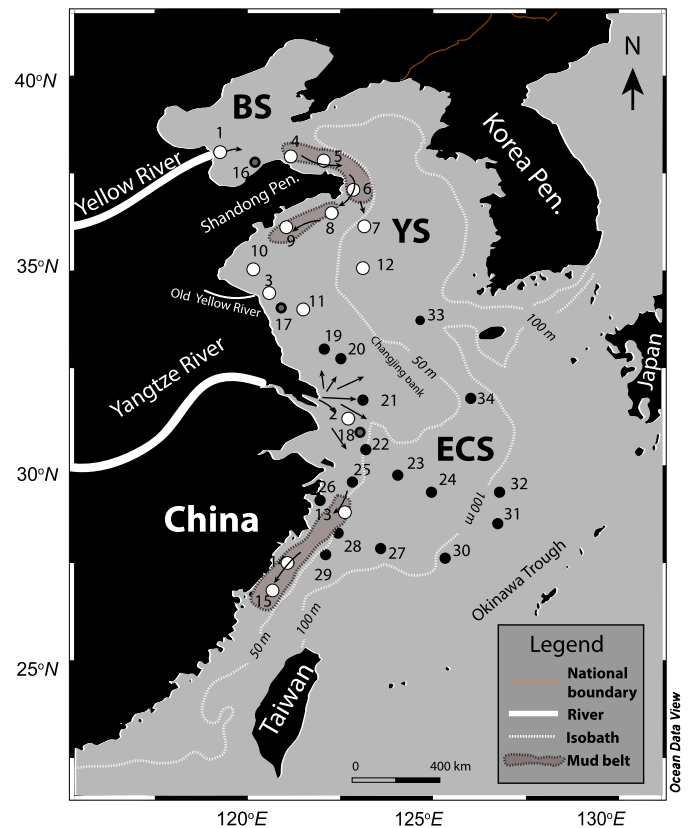 40°N
35°N
30°N
25°N
120°E
125°E
130°E
N
BS
YS
ECS
Korea Pen.
Yellow River
Shandong Pen.
Old Yellow River
Yangtze River
China
Changjing bank
Japan
Taiwan
Okinawa Trough
50 m
100 m
100 m
50 m
100 m
1
16
4
5
6
7
8
9
10
3
12
17
11
33
19
20
21
2
18
22
34
23
24
25
26
13
32
31
28
27
30
29
14
15
0 400 km
Legend
National
boundary
River
Isobath
Mud belt
Ocean Data View